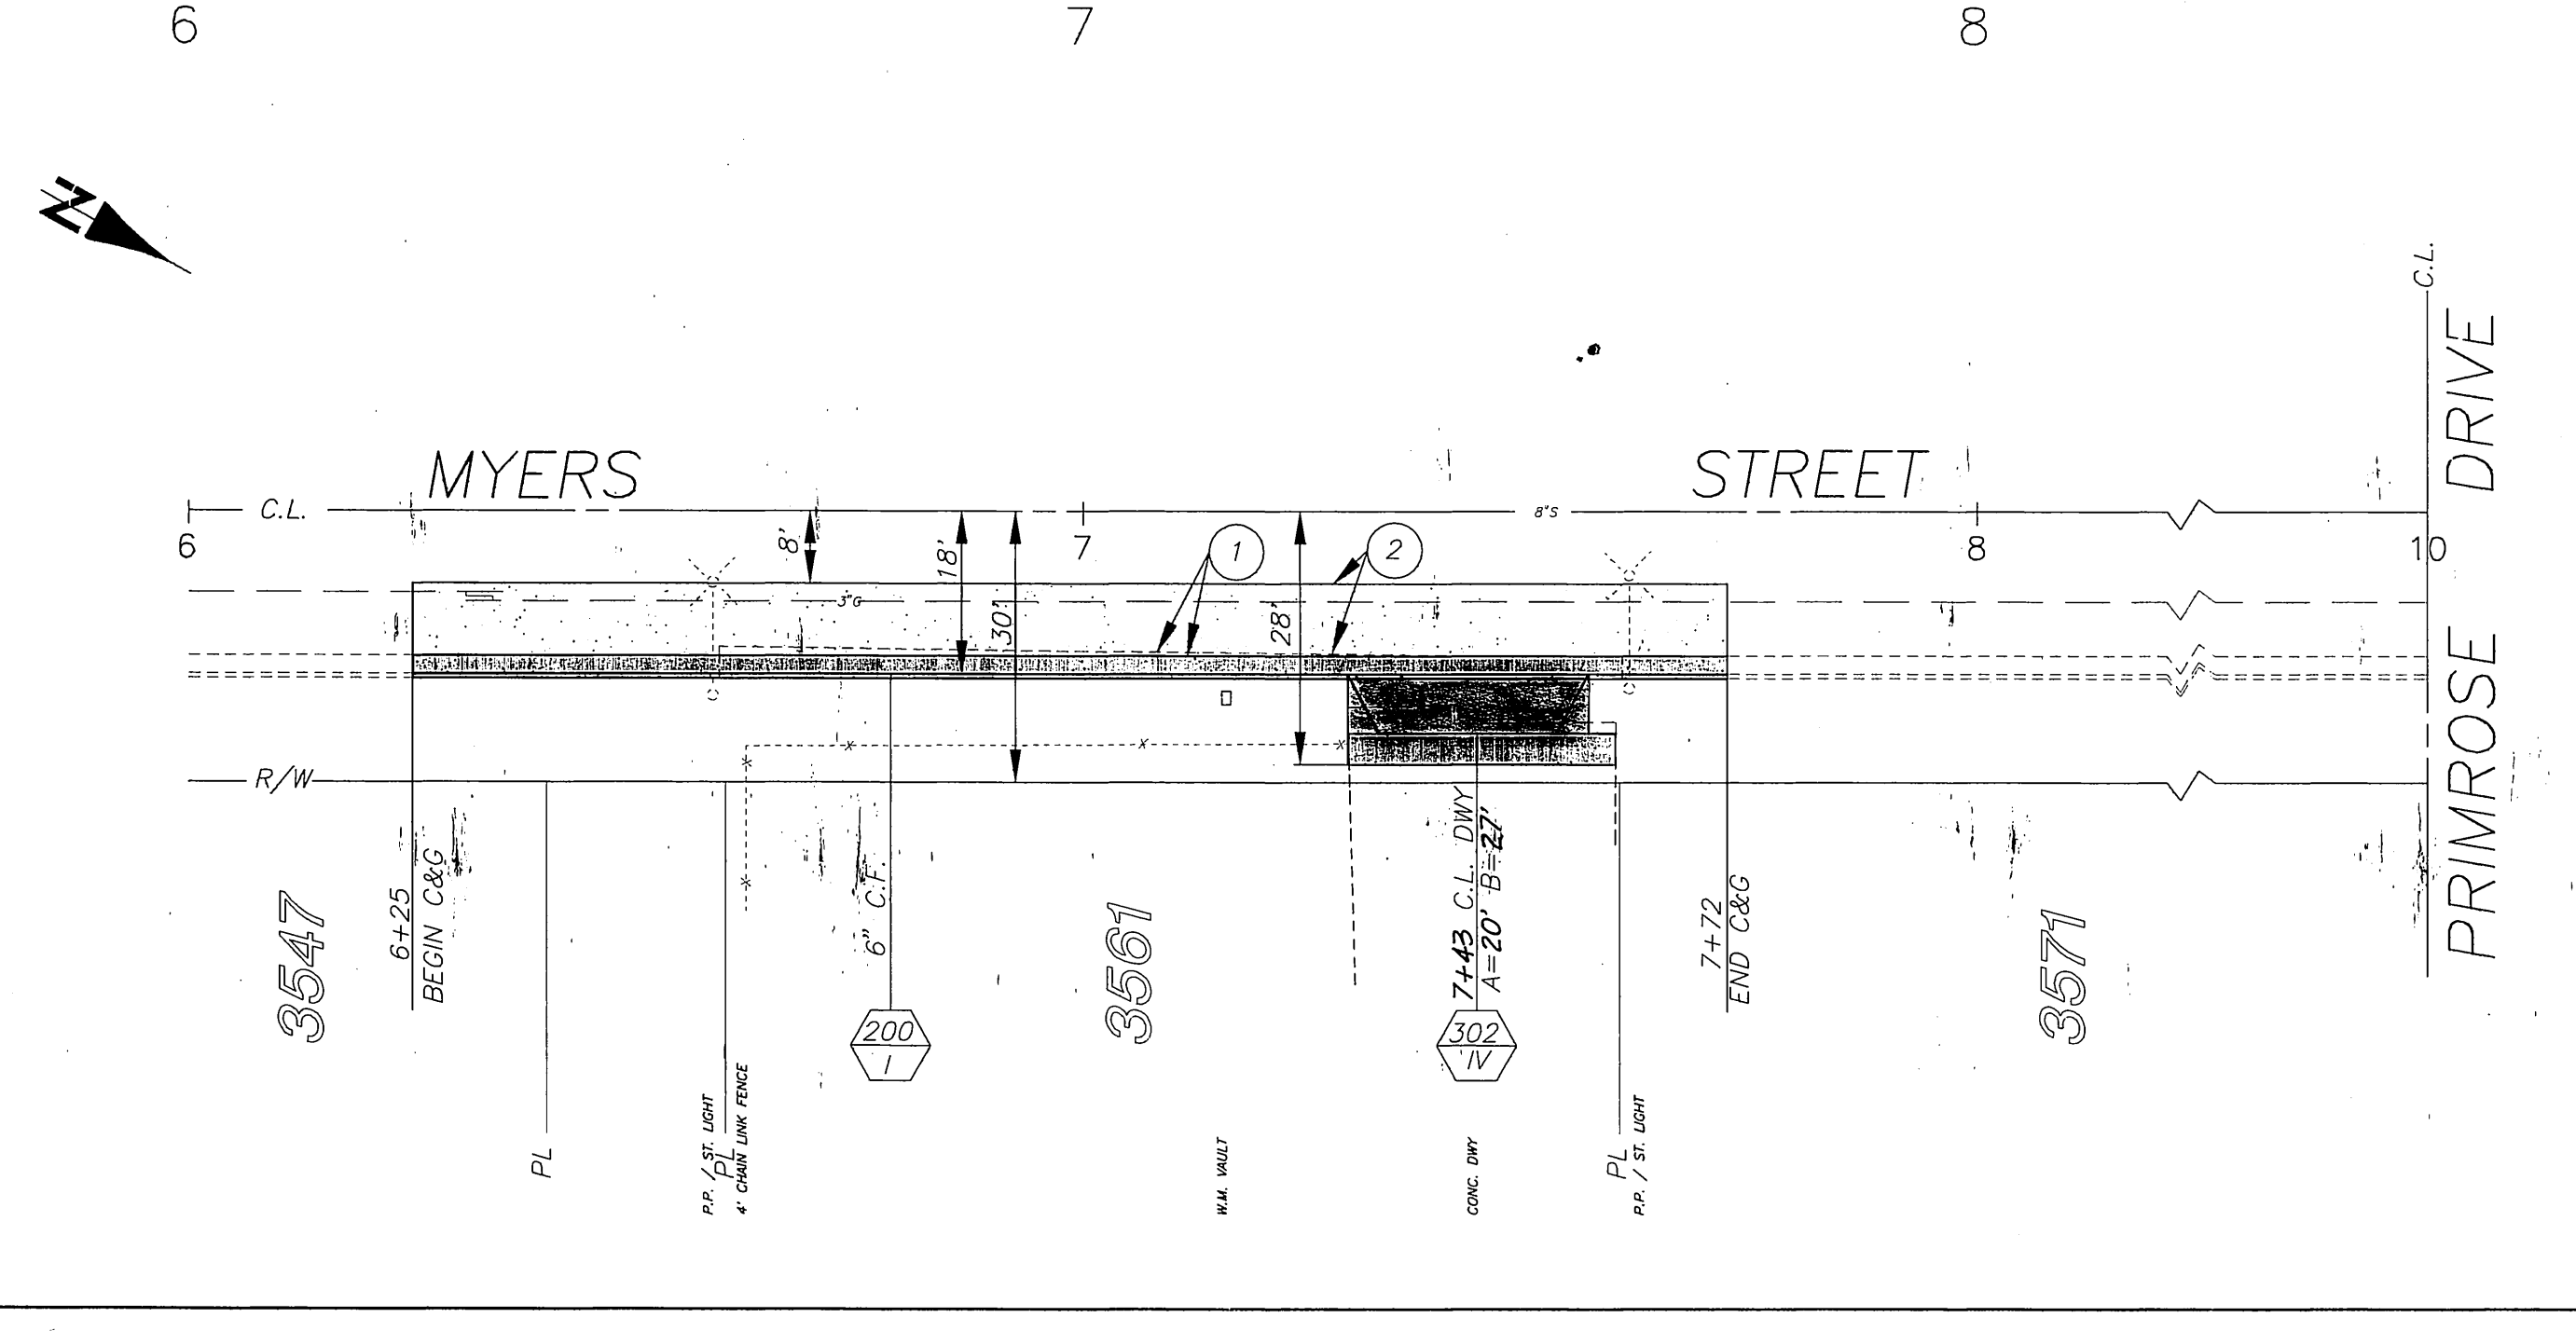 6
7
8
N
C.L.
DRIVE
PRIMROSE
MYERS
STREET
C.L.
8"S
6
7
8
10
8'
18'
30'
28'
1
2
3"G
R/W
3547
6+25
BEGIN C&G
6" C.F.
200
I
3561
7+43 C.L. DWY
A=20' B=27'
302
IV
7+72
END C&G
3571
PL
P.P. / ST. LIGHT
PL
4' CHAIN LINK FENCE
W.M. VAULT
CONC. DWY
PL
P.P. / ST. LIGHT
x
x
x
x
x